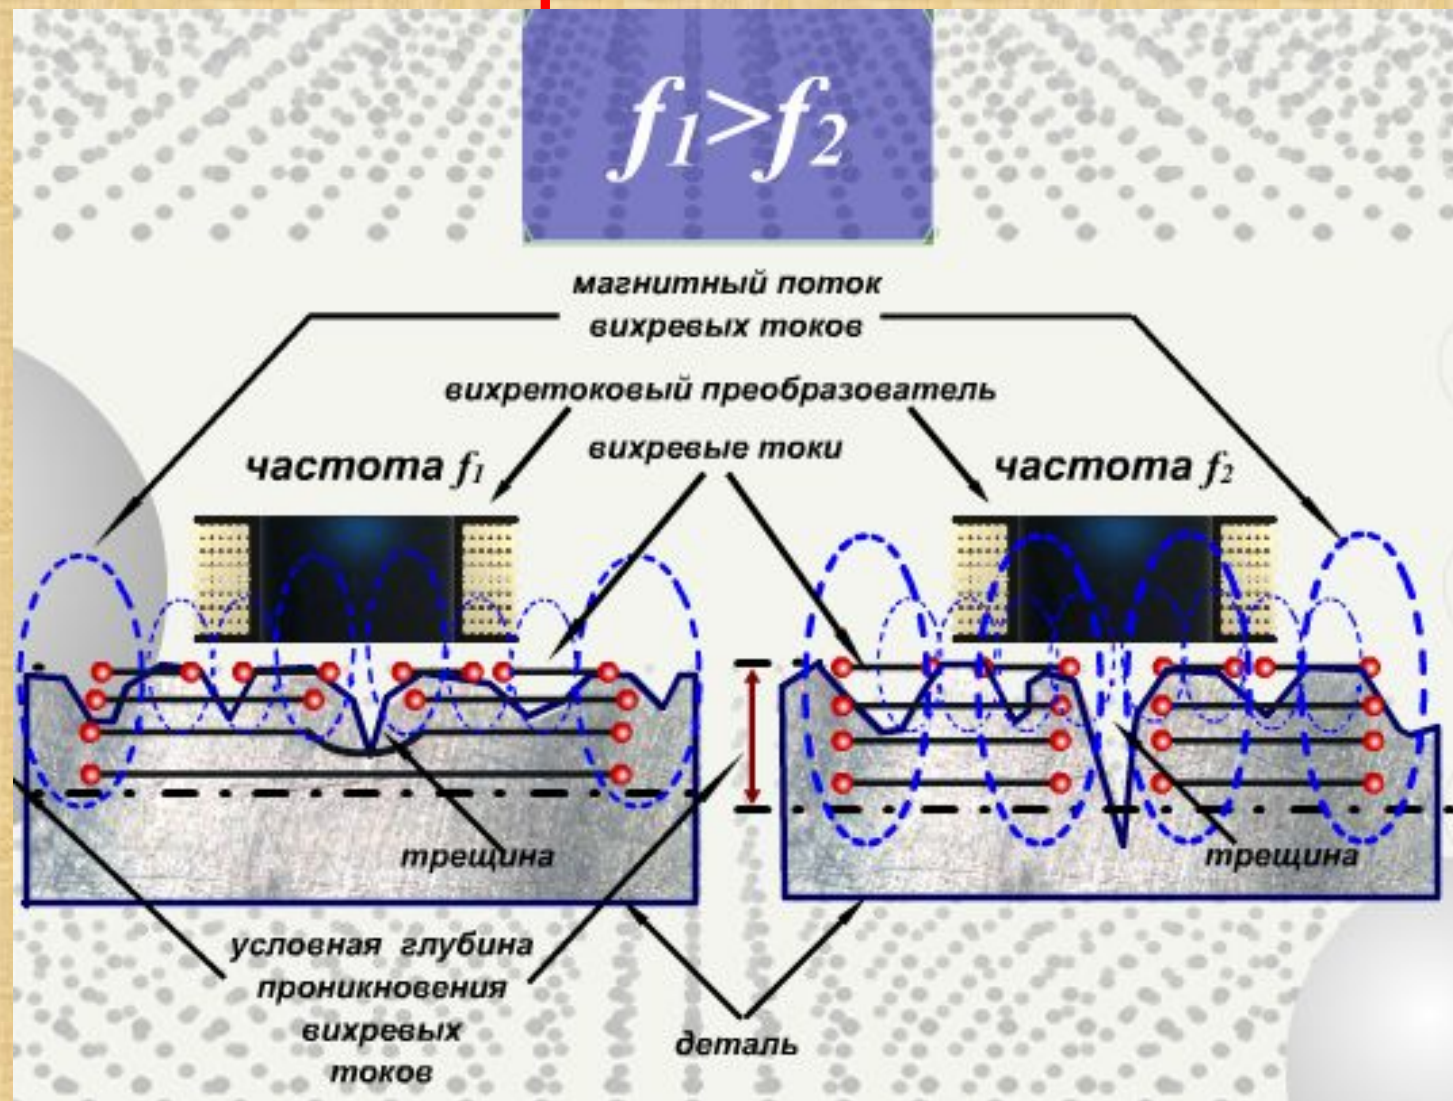 f1>f2
магнитный поток
вихревых токов
вихретоковый преобразователь
вихревые токи
частота f1
частота f2
трещина
трещина
условная глубина
проникновения
вихревых
токов
деталь